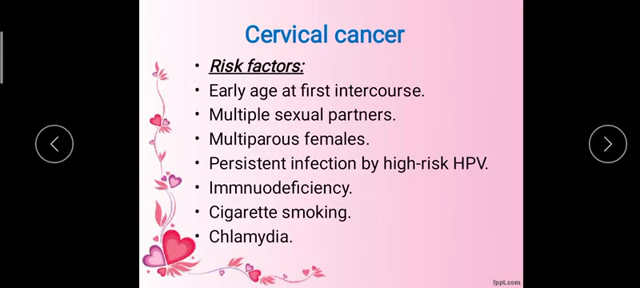 Cervical cancer
• Risk factors:
• Early age at first intercourse.
• Multiple sexual partners.
• Multiparous females.
• Persistent infection by high-risk HPV.
• Immnuodeficiency.
• Cigarette smoking.
• Chlamydia.
fppt.com